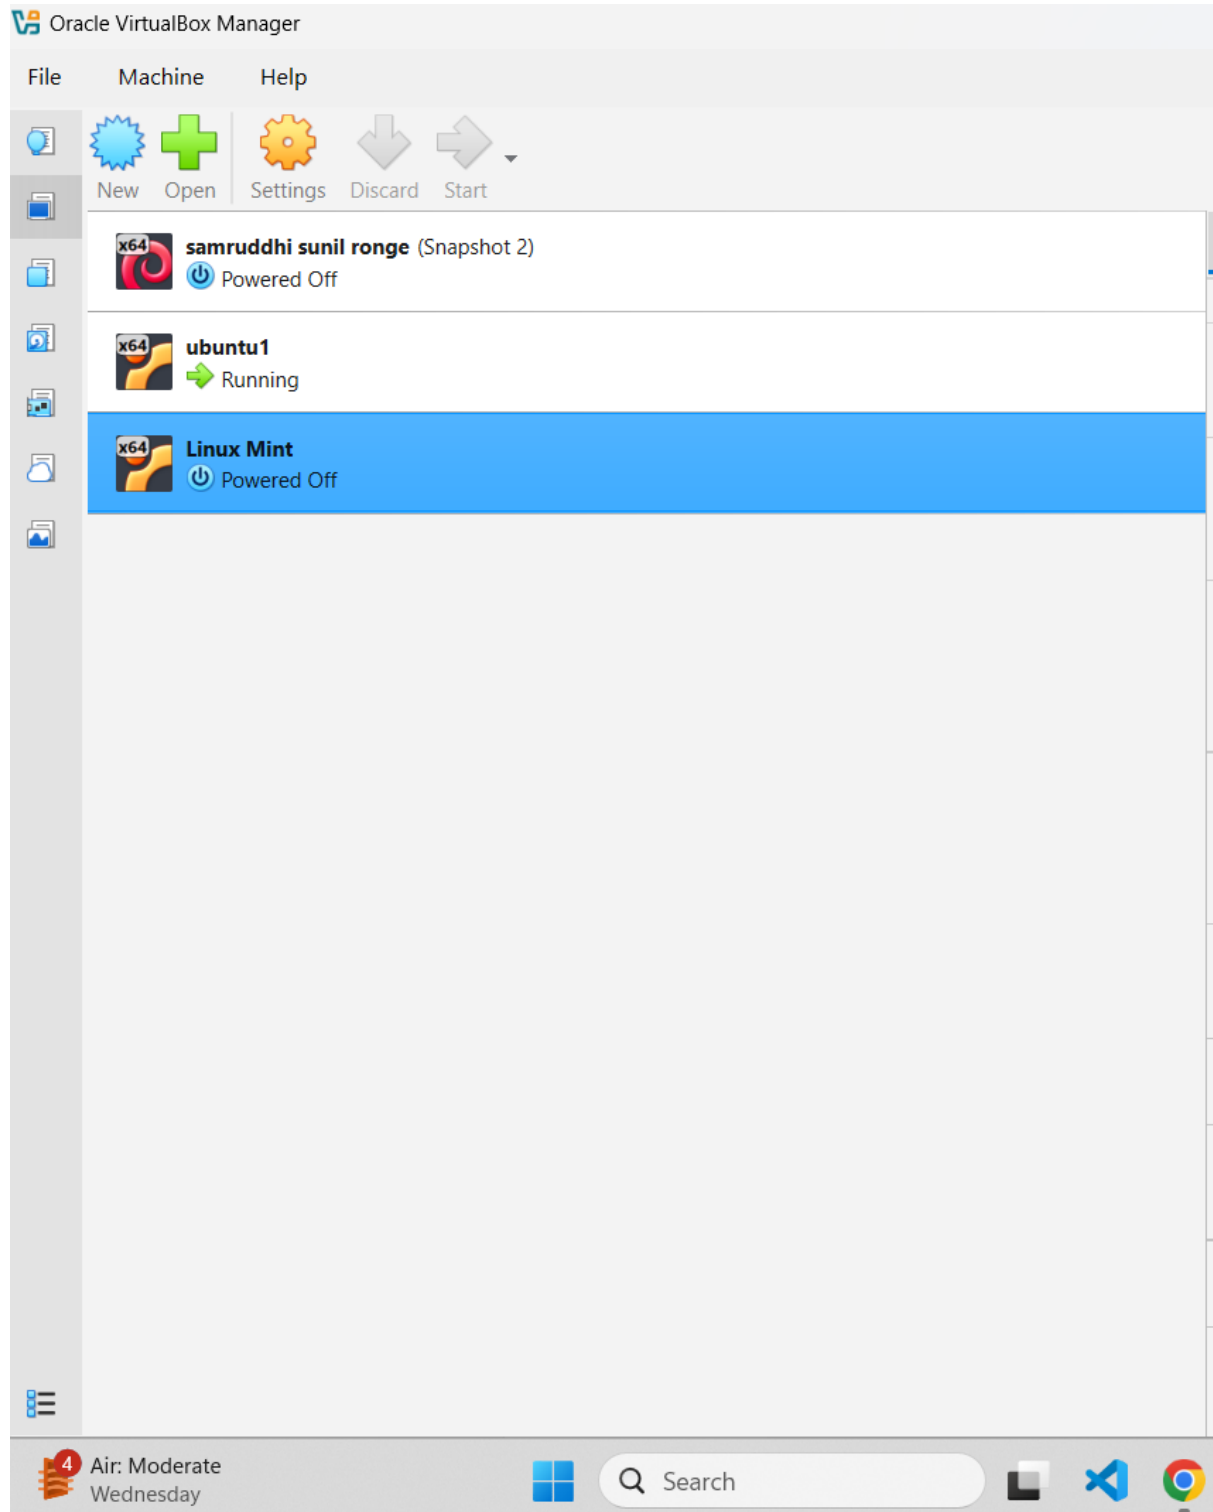 Oracle VirtualBox Manager
File Machine Help
New Open Settings Discard Start
x64 samruddhi sunil ronge (Snapshot 2)
Powered Off
x64 ubuntu1
Running
x64 Linux Mint
Powered Off
4 Air: Moderate
Wednesday
Search